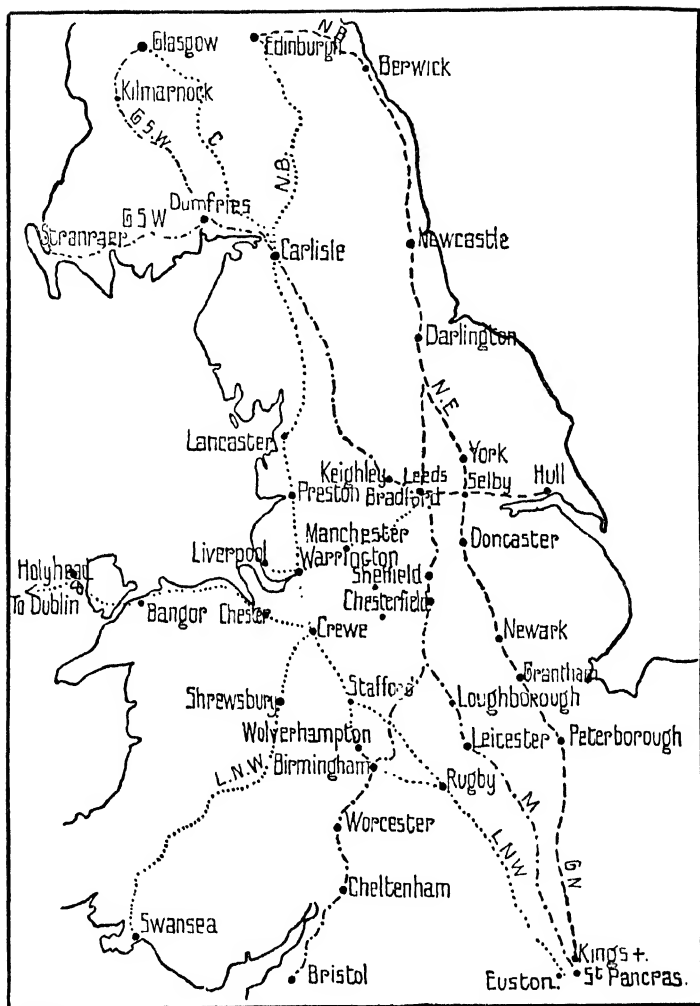 Glasgow
Edinburgh
N B
Berwick
Kilmarnock
G S.W
C
N.B.
Dumfries
G S W
Stranraer
Carlisle
Newcastle
Darlington
N.E
Lancaster
York
Keighley
Leeds
Selby
Hull
Preston
Bradford
Manchester
Doncaster
Liverpool
Warrington
Holyhead
Sheffield
To Dublin
Bangor
Chester
Chesterfield
Crewe
Newark
Grantham
Stafford
Shrewsbury
Loughborough
Wolverhampton
Leicester
Peterborough
L.N.W
Birmingham
Rugby
M
Worcester
L N W
G N
Cheltenham
Swansea
Kings +.
Bristol
Euston.
St Pancras.